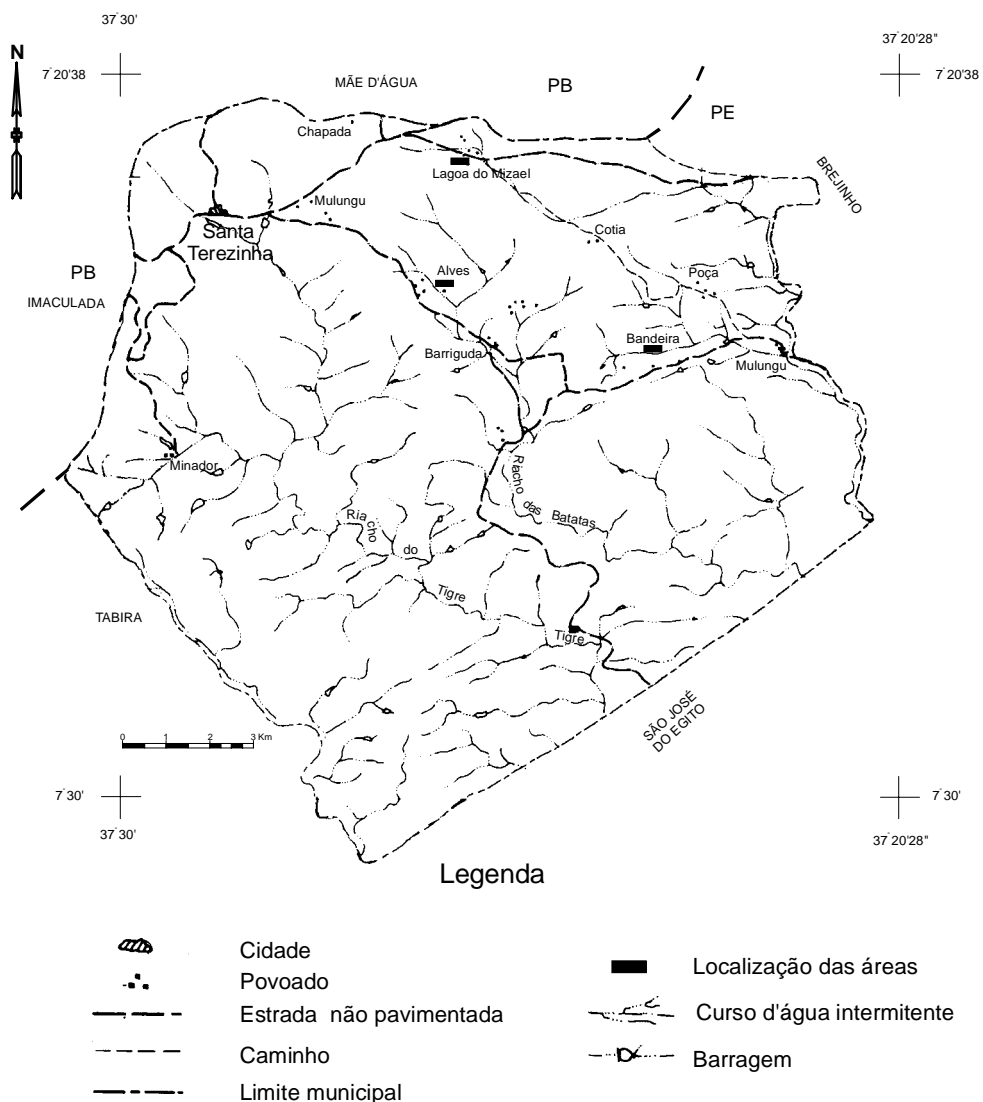 37°30'
37°20'28"
N
7°20'38
7°20'38
MÃE D'ÁGUA
PB
PE
Chapada
Lagoa do Mizael
BREJINHO
Mulungu
Santa
Terezinha
Cotia
PB
Alves
Poça
IMACULADA
Bandeira
Barriguda
Mulungu
Minador
Riacho das Batatas
Riacho do Tigre
TABIRA
Tigre
SÃO JOSÉ
DO EGITO
0 1 2 3 Km
7°30'
7°30'
37°30'
37°20'28"
Legenda
Cidade
Povoado
Estrada não pavimentada
Caminho
Limite municipal
Localização das áreas
Curso d'água intermitente
Barragem